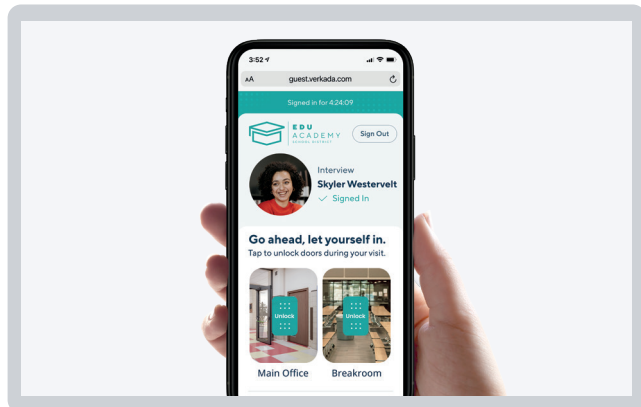 3:52
AA guest.verkada.com
Signed in for 4:24:09
EDU
ACADEMY
SCHOOL DISTRICT
Sign Out
Interview
Skyler Westervelt
Signed In
Go ahead, let yourself in.
Tap to unlock doors during your visit.
Unlock Unlock
Main Office Breakroom